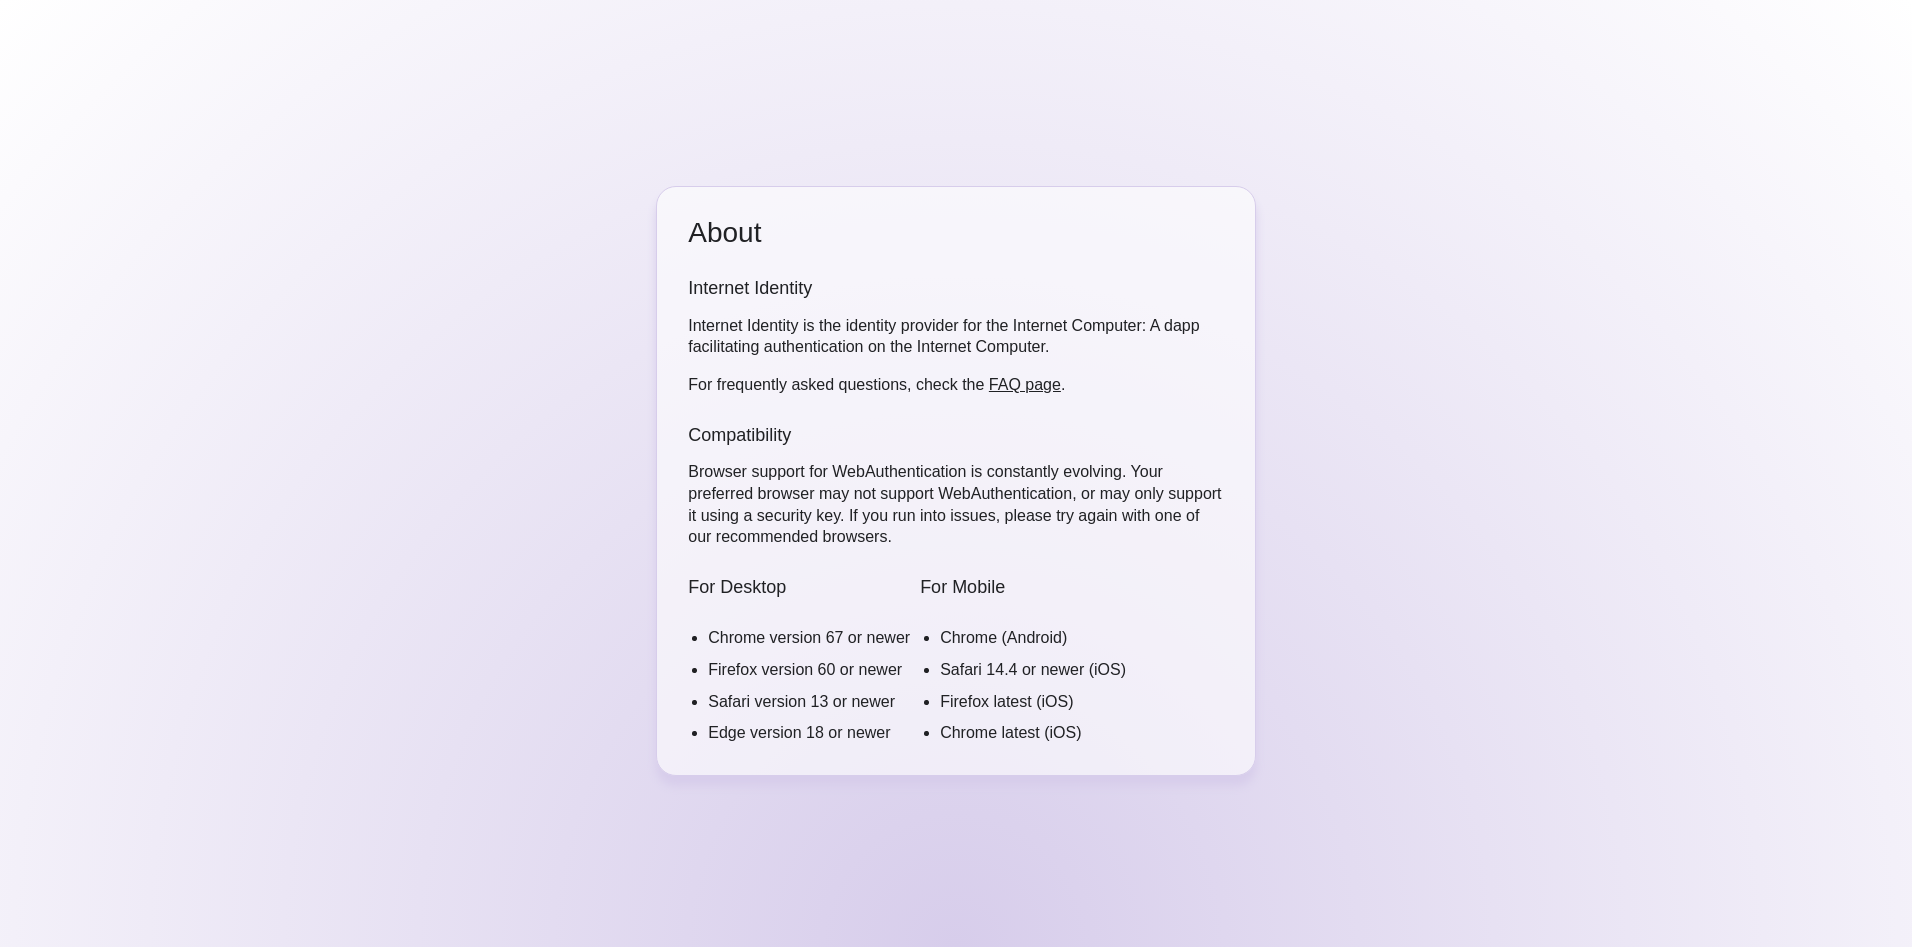 About
Internet Identity
Internet Identity is the identity provider for the Internet Computer: A dapp
facilitating authentication on the Internet Computer.
For frequently asked questions, check the FAQ page.
Compatibility
Browser support for WebAuthentication is constantly evolving. Your
preferred browser may not support WebAuthentication, or may only support
it using a security key. If you run into issues, please try again with one of
our recommended browsers.
For Desktop
Chrome version 67 or newer
Firefox version 60 or newer
Safari version 13 or newer
Edge version 18 or newer
For Mobile
Chrome (Android)
Safari 14.4 or newer (iOS)
Firefox latest (iOS)
Chrome latest (iOS)